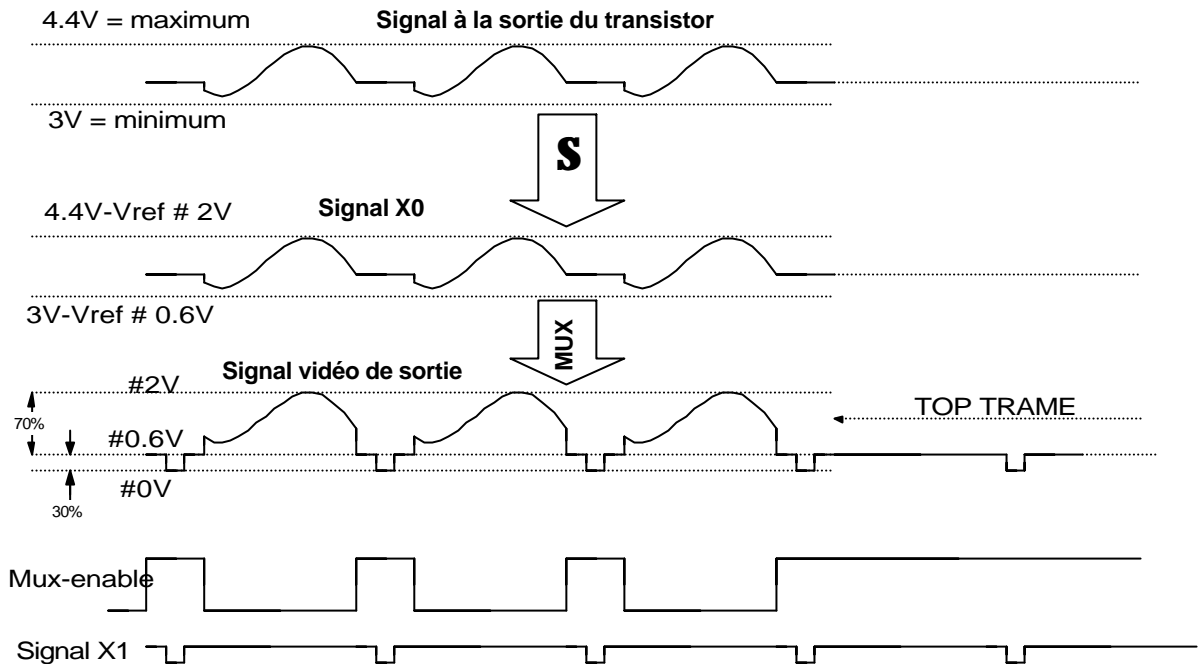 4.4V = maximum
Signal à la sortie du transistor
3V = minimum
S
4.4V-Vref # 2V
Signal X0
3V-Vref # 0.6V
MUX
Signal vidéo de sortie
#2V
TOP TRAME
70%
#0.6V
#0V
30%
Mux-enable
Signal X1